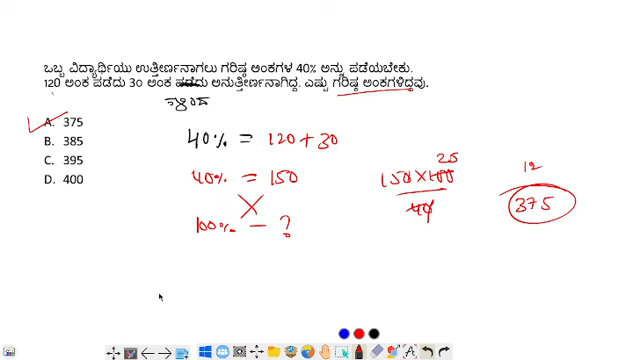 ಒಬ್ಬ ವಿದ್ಯಾರ್ಥಿಯು ಉತ್ತೀರ್ಣನಾಗಲು ಗರಿಷ್ಠ ಅಂಕಗಳ 40% ಅನ್ನು ಪಡೆಯಬೇಕು.
120 ಅಂಕ ಪಡೆದು 30 ಅಂಕ ಪಡೆದು ಅನುತ್ತೀರ್ಣನಾಗಿದ್ದ. ಎಷ್ಟು ಗರಿಷ್ಠ ಅಂಕಗಳಿದ್ದವು.
A. 375
B. 385
C. 395
D. 400
40% = 120 + 30
40% = 150
100% — ?
25
150 × 100
40
12
375